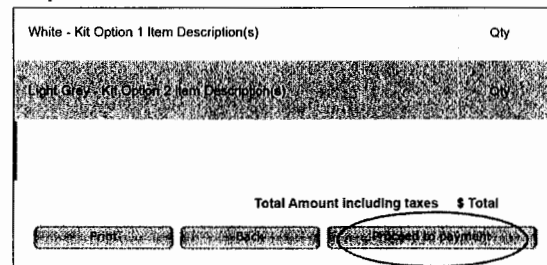 White - Kit Option 1 Item Description(s) Qty
Light Grey - Kit Option 2 Item Description(s) Qty
Total Amount including taxes $ Total
Print Back Proceed to payment